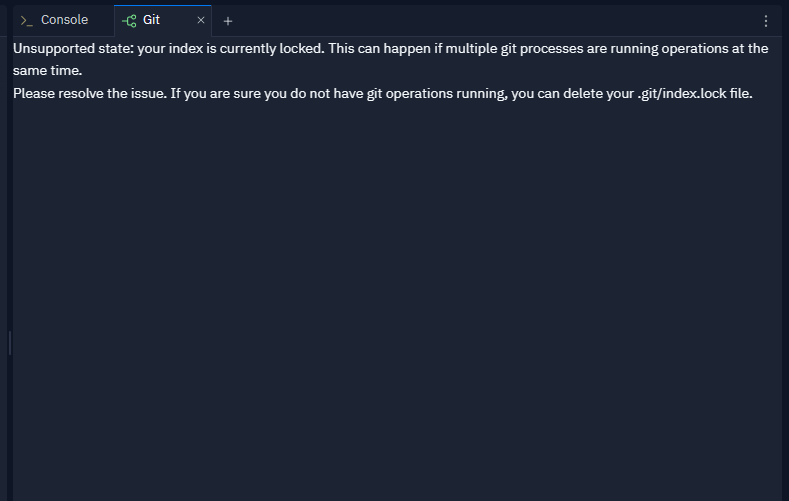 >_ Console
Git × +
Unsupported state: your index is currently locked. This can happen if multiple git processes are running operations at the
same time.
Please resolve the issue. If you are sure you do not have git operations running, you can delete your .git/index.lock file.